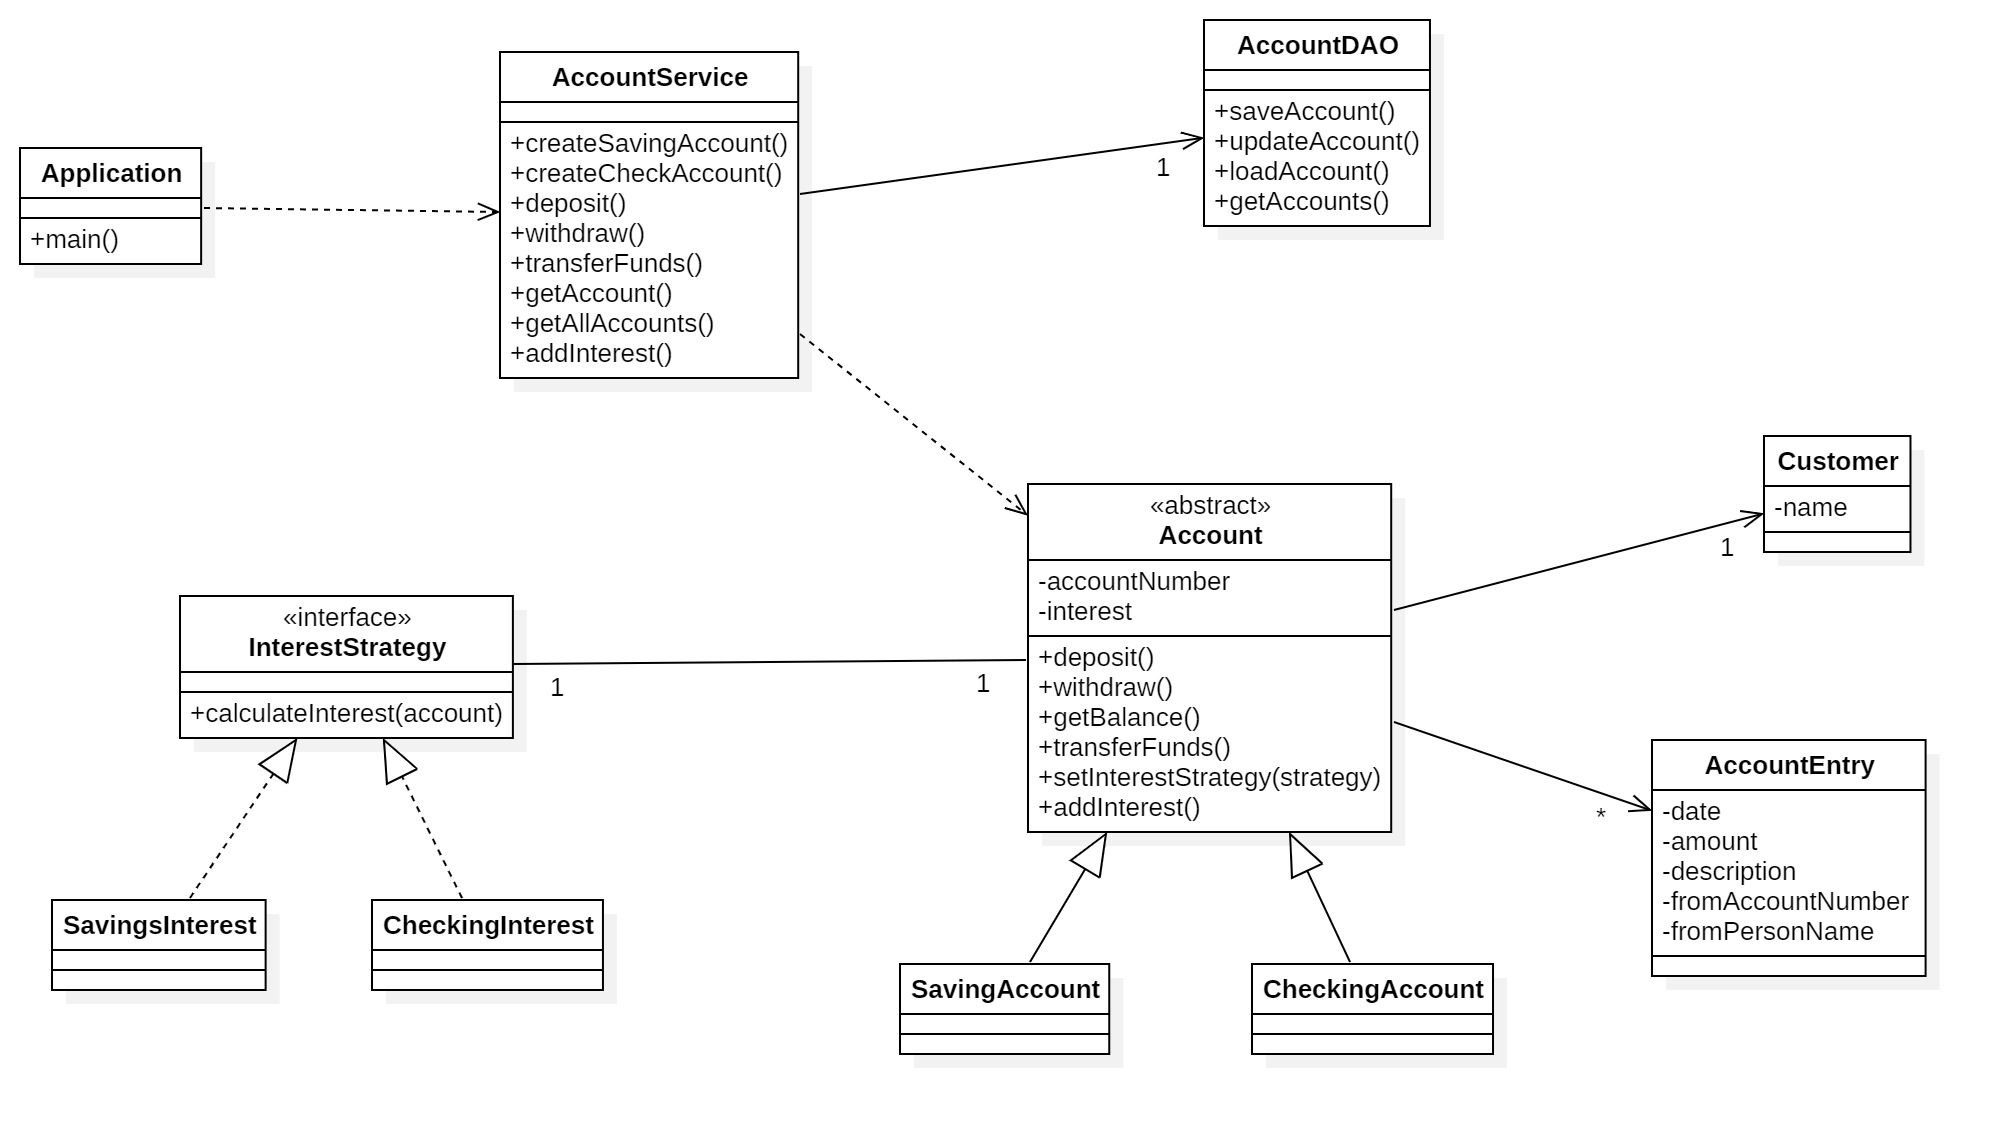 AccountDAO
+saveAccount()
+updateAccount()
+loadAccount()
+getAccounts()
AccountService
+createSavingAccount()
+createCheckAccount()
+deposit()
+withdraw()
+transferFunds()
+getAccount()
+getAllAccounts()
+addInterest()
1
Application
+main()
Customer
-name
1
«abstract»
Account
-accountNumber
-interest
+deposit()
+withdraw()
+getBalance()
+transferFunds()
+setInterestStrategy(strategy)
+addInterest()
«interface»
InterestStrategy
+calculateInterest(account)
1
1
AccountEntry
-date
-amount
-description
-fromAccountNumber
-fromPersonName
*
SavingsInterest
CheckingInterest
SavingAccount
CheckingAccount